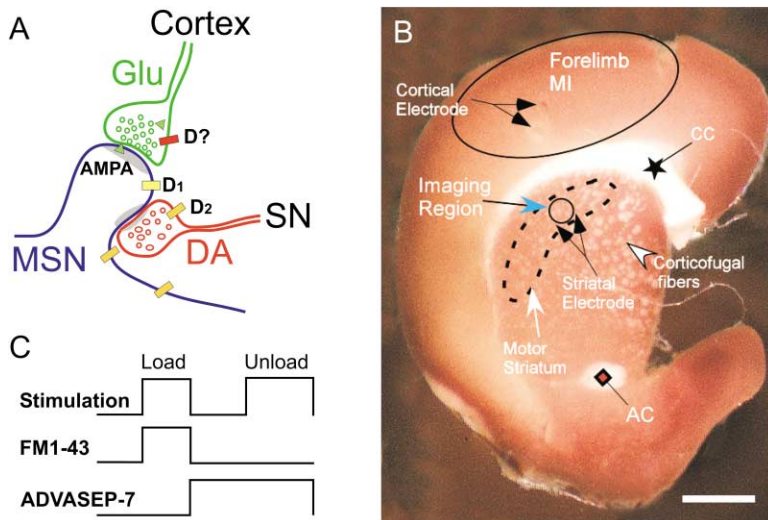 A
Cortex
Glu
D?
AMPA
D1
D2
SN
MSN
DA
B
Forelimb
MI
Cortical
Electrode
CC
Imaging
Region
Corticofugal
fibers
Striatal
Electrode
Motor
Striatum
AC
C
Load Unload
Stimulation
FM1-43
ADVASEP-7